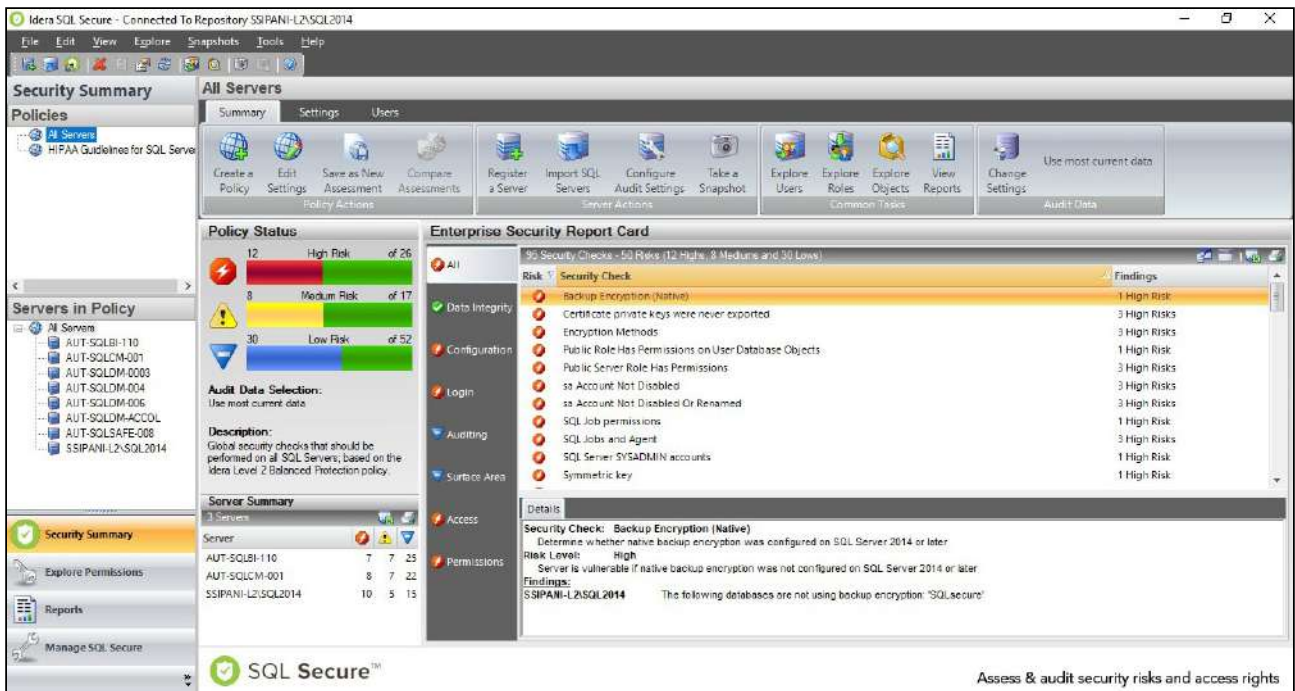 Idera SQL Secure - Connected To Repository SSIPANI-L2\SQL2014
File Edit View Explore Snapshots Tools Help
Security Summary
Policies
All Servers
HIPAA Guidelines for SQL Serve
Servers in Policy
All Servers
AUT-SQLBI-110
AUT-SQLCM-001
AUT-SQLDM-0003
AUT-SQLDM-004
AUT-SQLDM-006
AUT-SQLDM-ACCOL
AUT-SQLSAFE-008
SSIPANI-L2\SQL2014
Security Summary
Explore Permissions
Reports
Manage SQL Secure
All Servers
Summary Settings Users
Create a Policy
Edit Settings
Save as New Assessment
Compare Assessments
Policy Actions
Register a Server
Import SQL Servers
Configure Audit Settings
Take a Snapshot
Server Actions
Explore Users
Explore Roles
Explore Objects
View Reports
Common Tasks
Change Settings
Use most current data
Audit Data
Policy Status
12 High Risk of 26
8 Medium Risk of 17
30 Low Risk of 52
Audit Data Selection:
Use most current data
Description:
Global security checks that should be
performed on all SQL Servers; based on the
Idera Level 2 Balanced Protection policy.
Server Summary
3 Servers
Server
AUT-SQLBI-110 7 7 25
AUT-SQLCM-001 8 7 22
SSIPANI-L2\SQL2014 10 5 15
Enterprise Security Report Card
All
Data Integrity
Configuration
Login
Auditing
Surface Area
Access
Permissions
95 Security Checks - 50 Risks (12 Highs, 8 Mediums and 30 Lows)
Risk Security Check Findings
Backup Encryption (Native) 1 High Risk
Certificate private keys were never exported 3 High Risks
Encryption Methods 3 High Risks
Public Role Has Permissions on User Database Objects 1 High Risk
Public Server Role Has Permissions 3 High Risks
sa Account Not Disabled 3 High Risks
sa Account Not Disabled Or Renamed 3 High Risks
SQL Job permissions 1 High Risk
SQL Jobs and Agent 3 High Risks
SQL Server SYSADMIN accounts 1 High Risk
Symmetric key 1 High Risk
Details
Security Check: Backup Encryption (Native)
Determine whether native backup encryption was configured on SQL Server 2014 or later
Risk Level: High
Server is vulnerable if native backup encryption was not configured on SQL Server 2014 or later
Findings:
SSIPANI-L2\SQL2014 The following databases are not using backup encryption: 'SQLsecure'
SQL Secure™
Assess & audit security risks and access rights